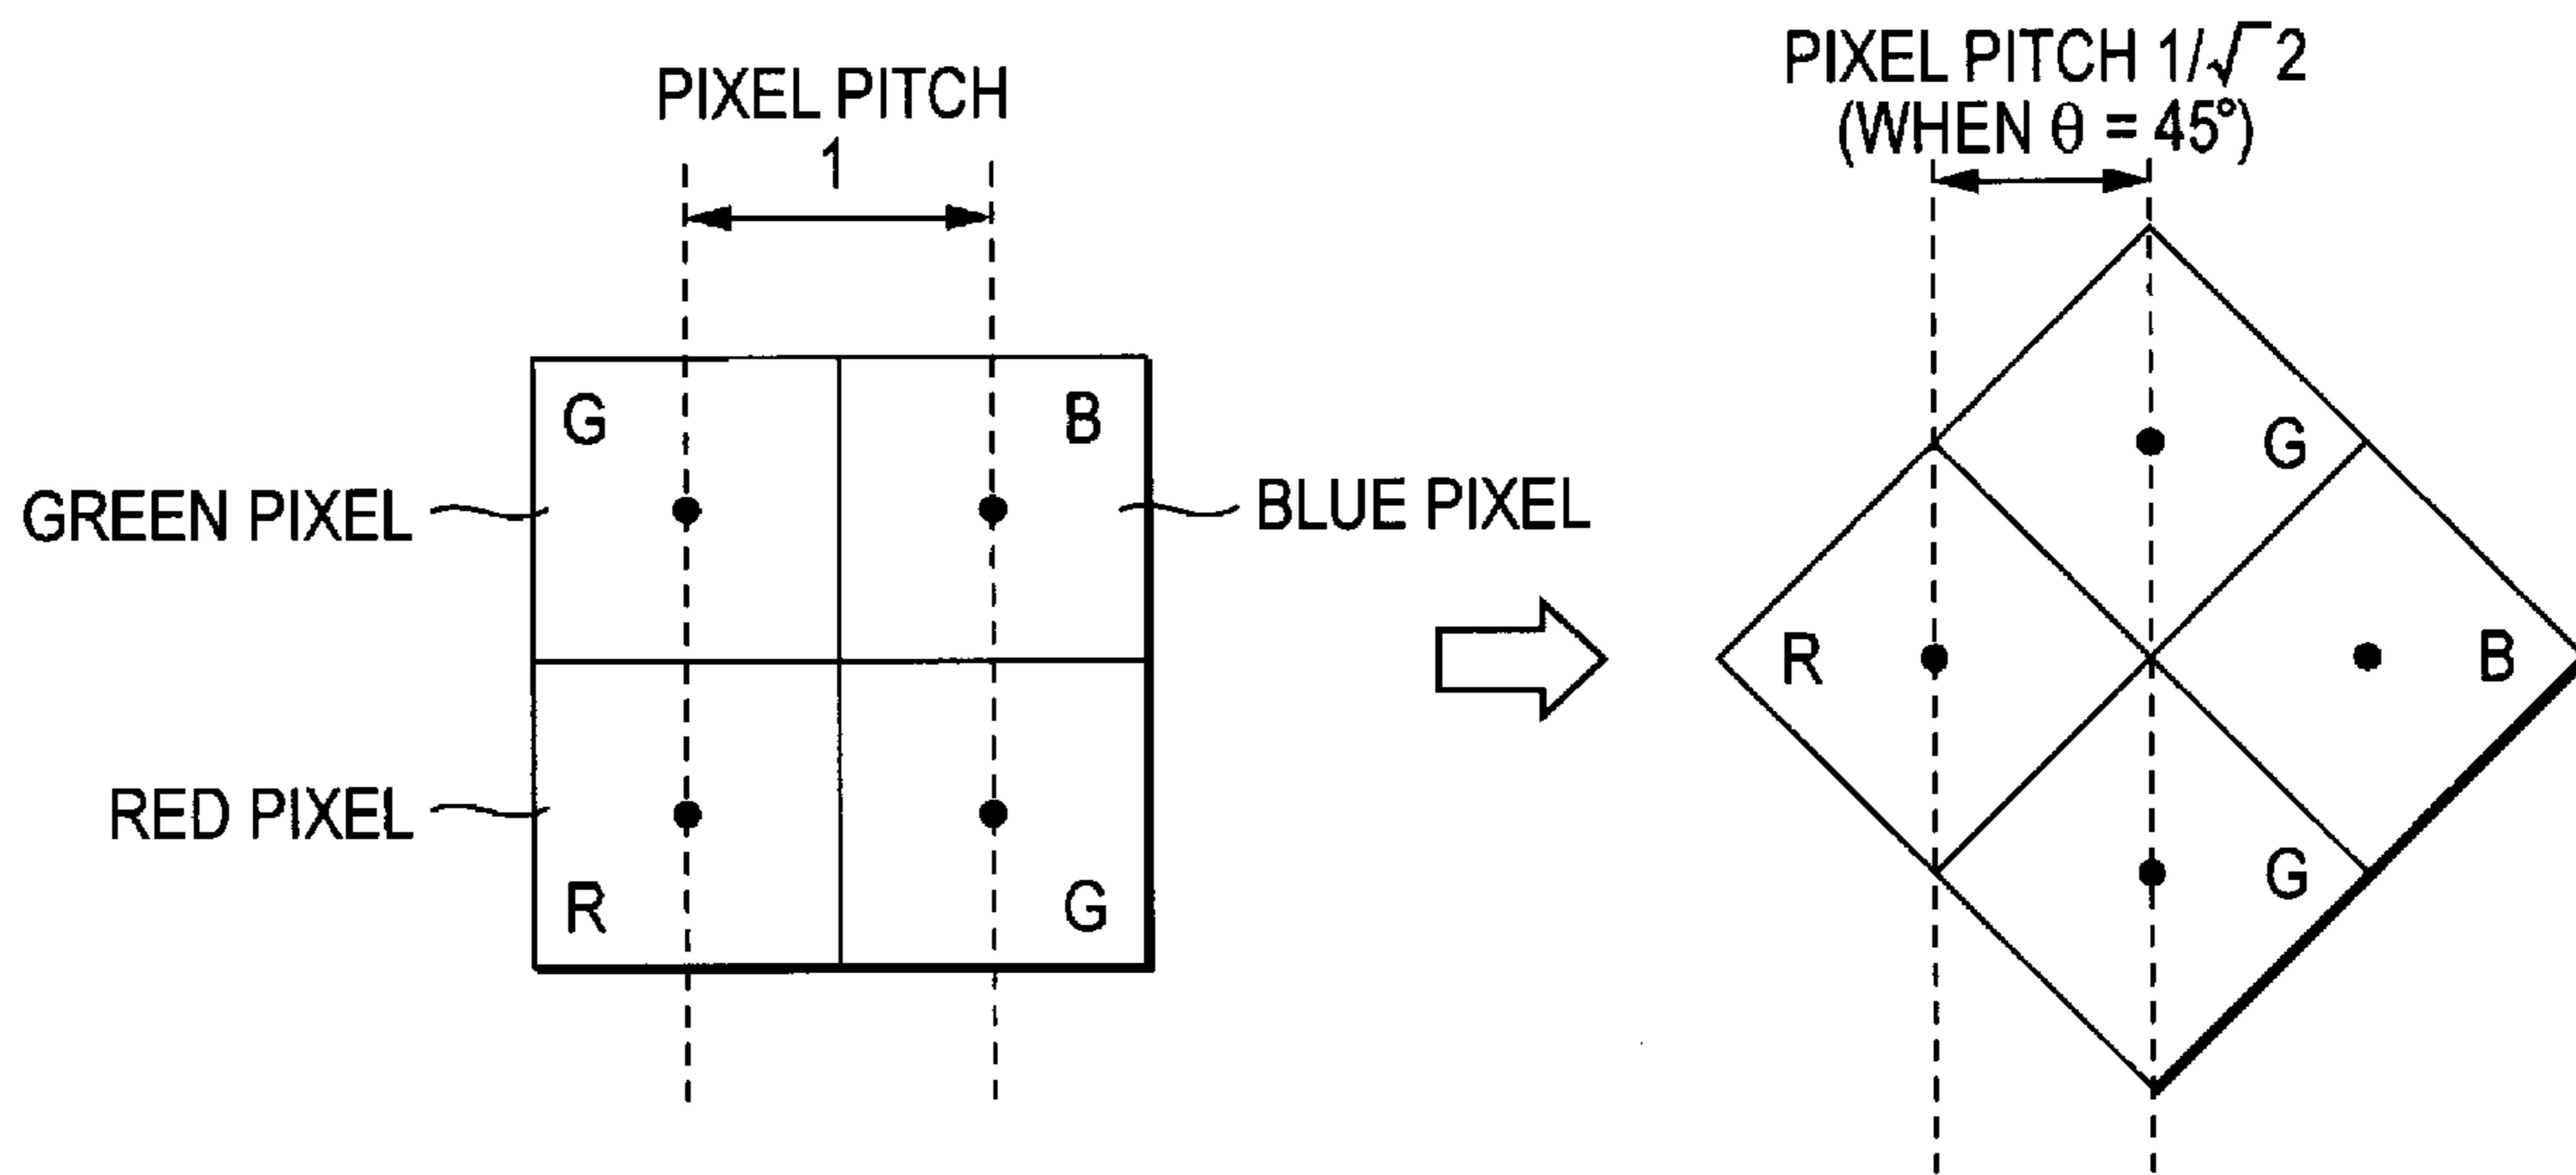 PIXEL PITCH
1
G
B
GREEN PIXEL
BLUE PIXEL
RED PIXEL
R
G
PIXEL PITCH 1/√2
(WHEN θ = 45°)
G
R
B
G